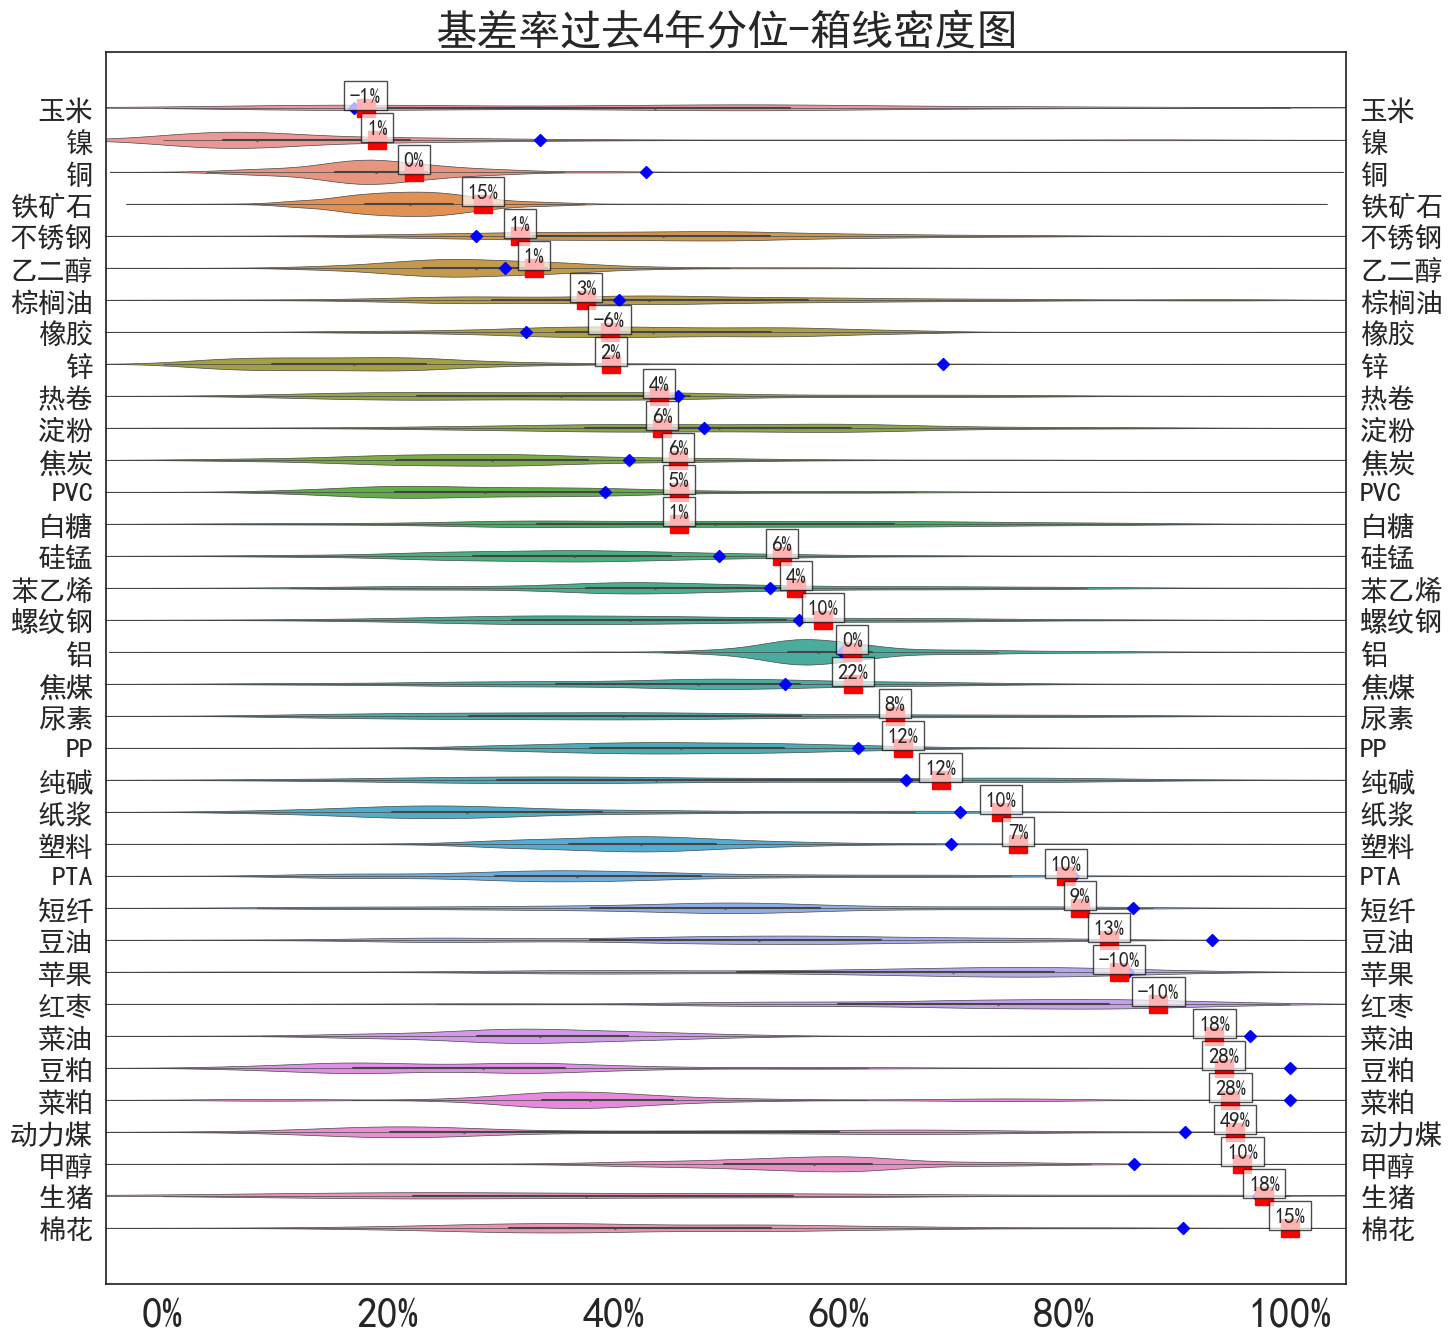 基差率过去4年分位-箱线密度图
玉米 -1% 玉米
镍 1% 镍
铜 0% 铜
铁矿石 15% 铁矿石
不锈钢 1% 不锈钢
乙二醇 1% 乙二醇
棕榈油 3% 棕榈油
橡胶 -6% 橡胶
锌 2% 锌
热卷 4% 热卷
淀粉 6% 淀粉
焦炭 6% 焦炭
PVC 5% PVC
白糖 1% 白糖
硅锰 6% 硅锰
苯乙烯 4% 苯乙烯
螺纹钢 10% 螺纹钢
铝 0% 铝
焦煤 22% 焦煤
尿素 8% 尿素
PP 12% PP
纯碱 12% 纯碱
纸浆 10% 纸浆
塑料 7% 塑料
PTA 10% PTA
短纤 9% 短纤
豆油 13% 豆油
苹果 -10% 苹果
红枣 -10% 红枣
菜油 18% 菜油
豆粕 28% 豆粕
菜粕 28% 菜粕
动力煤 49% 动力煤
甲醇 10% 甲醇
生猪 18% 生猪
棉花 15% 棉花
0% 20% 40% 60% 80% 100%